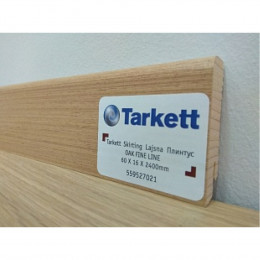 Tarkett
Tarkett Skirting Lajsna Плинтус
OAK FINE LINE
60 X 16 X 2400mm
559527021